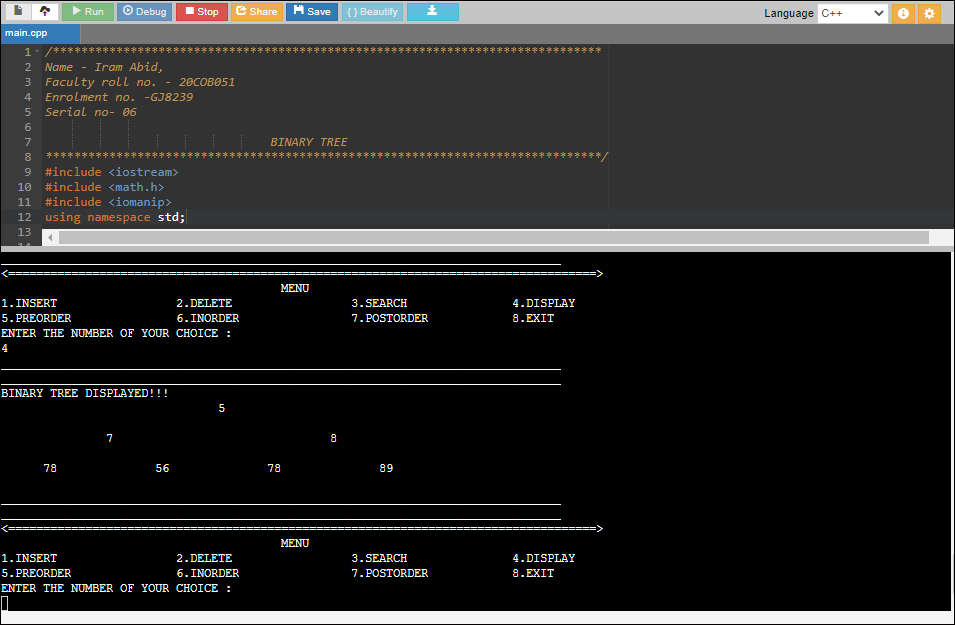 Run Debug Stop Share Save { } Beautify Language C++
main.cpp
1 /******************************************************************************
2 Name - Iram Abid,
3 Faculty roll no. - 20COB051
4 Enrolment no. -GJ8239
5 Serial no- 06
6
7 BINARY TREE
8 *******************************************************************************/
9 #include <iostream>
10 #include <math.h>
11 #include <iomanip>
12 using namespace std;
13
14
<====================================================================================>
MENU
1.INSERT 2.DELETE 3.SEARCH 4.DISPLAY
5.PREORDER 6.INORDER 7.POSTORDER 8.EXIT
ENTER THE NUMBER OF YOUR CHOICE :
4
BINARY TREE DISPLAYED!!!
5
7 8
78 56 78 89
<====================================================================================>
MENU
1.INSERT 2.DELETE 3.SEARCH 4.DISPLAY
5.PREORDER 6.INORDER 7.POSTORDER 8.EXIT
ENTER THE NUMBER OF YOUR CHOICE :